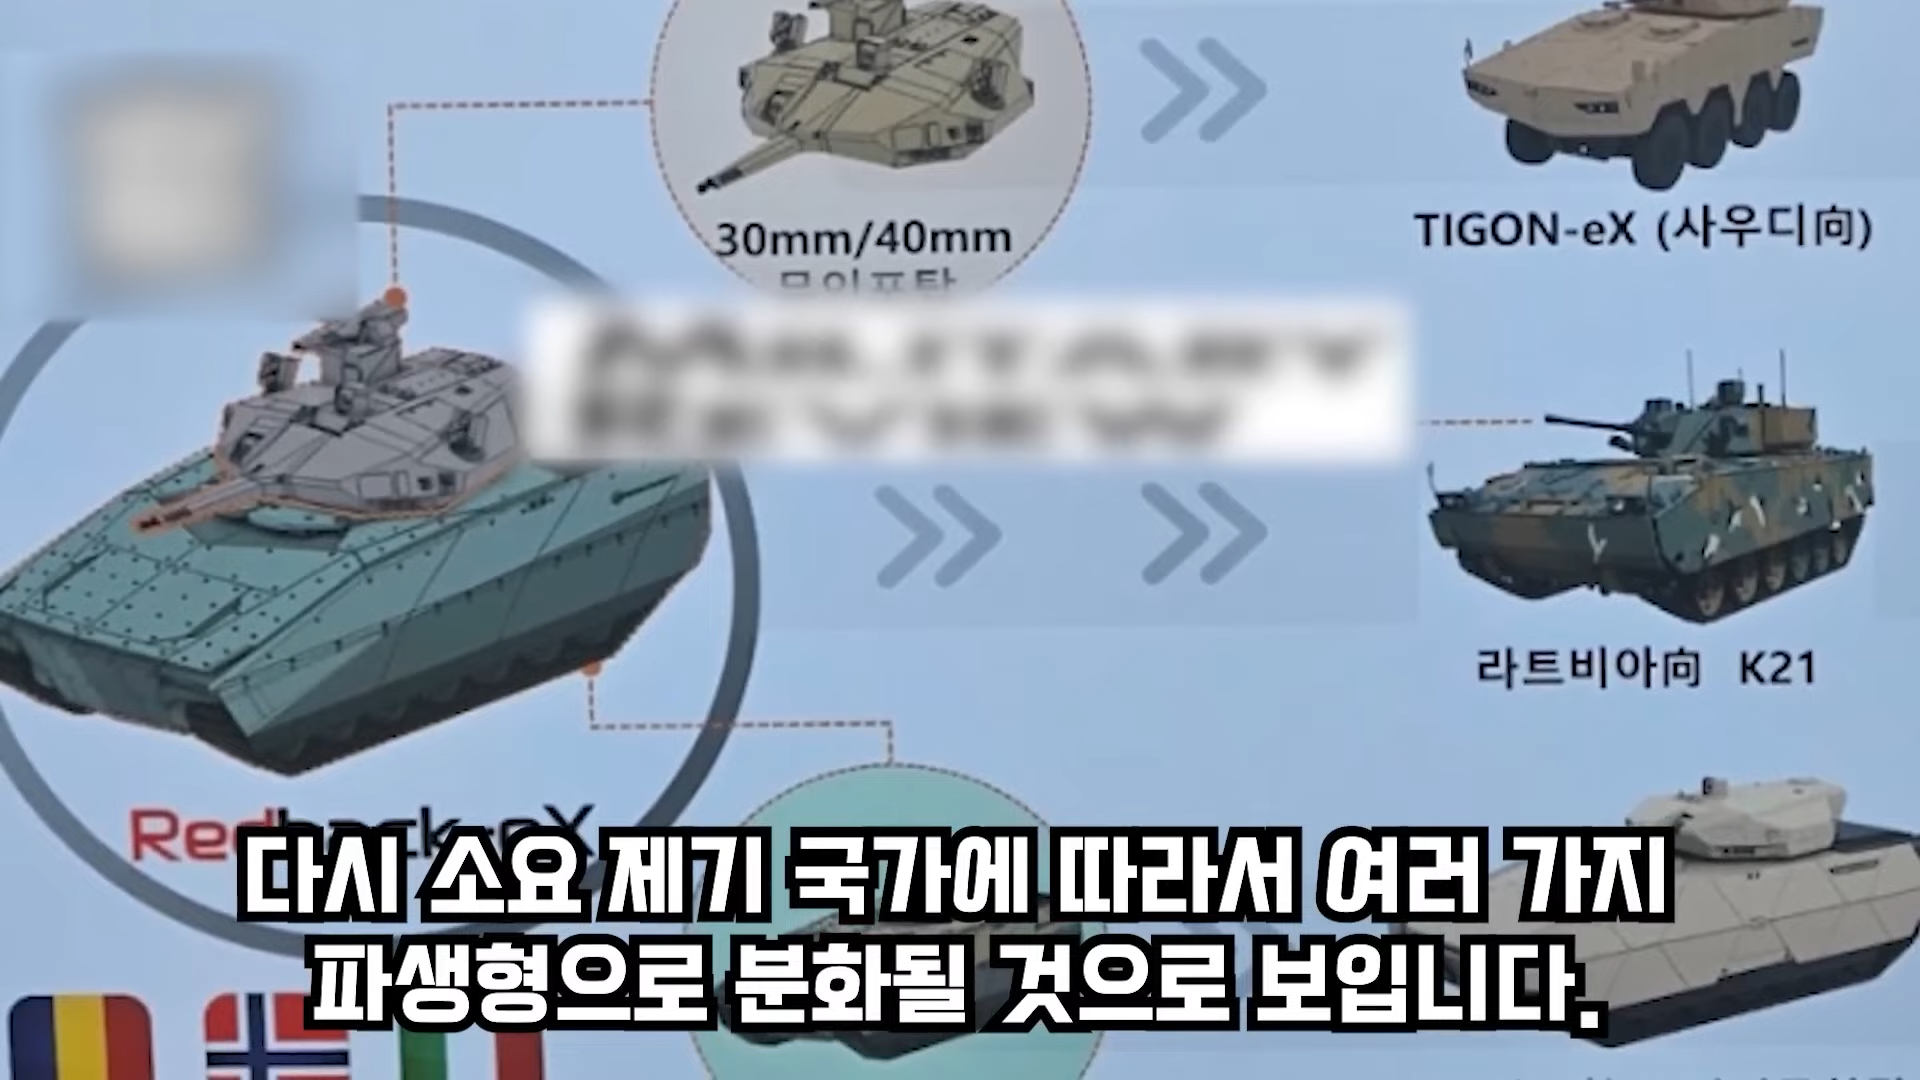 30mm/40mm
TIGON-eX (사우디向)
라트비아向 K21
다시 소요 제기 국가에 따라서 여러 가지
파생형으로 분화될 것으로 보입니다.